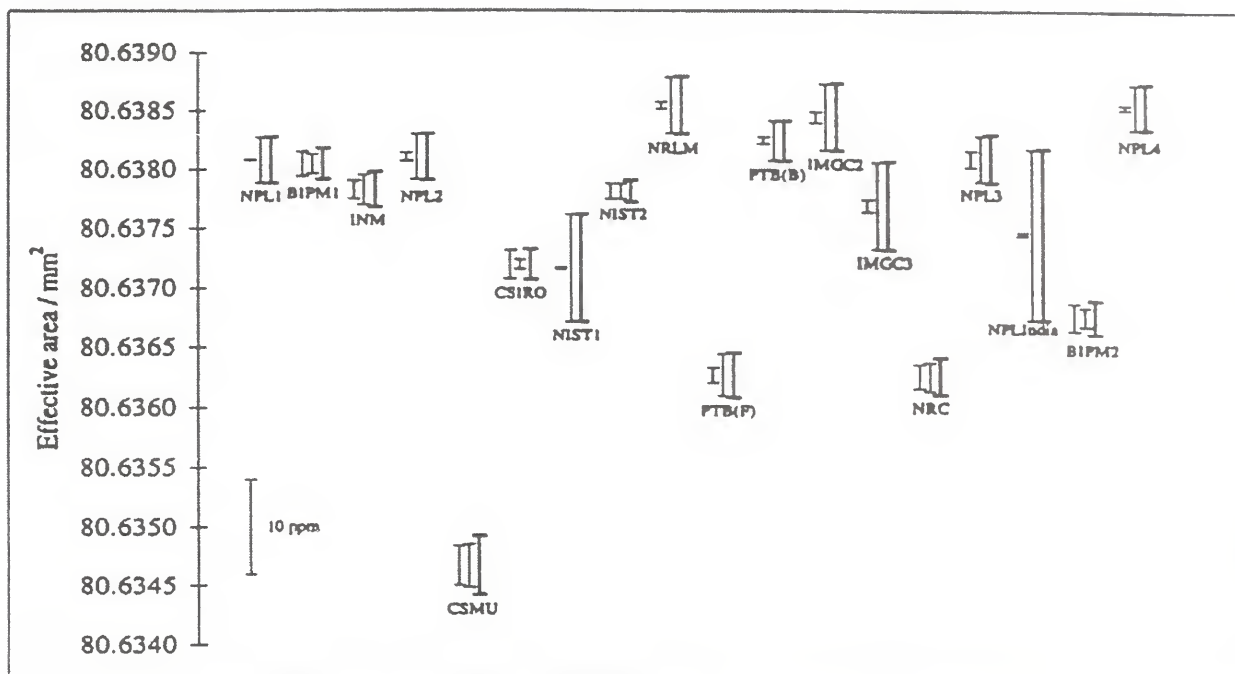 Effective area / mm²
80.6390
80.6385
80.6380
80.6375
80.6370
80.6365
80.6360
80.6355
80.6350
80.6345
80.6340
10 ppm
NPL1
BIPM1
INM
NPL2
CSMU
CSIRO
NIST1
NIST2
NRLM
PTB(P)
PTB(B)
IMGC2
IMGC3
NRC
NPL3
NPLIndia
BIPM2
NPL4